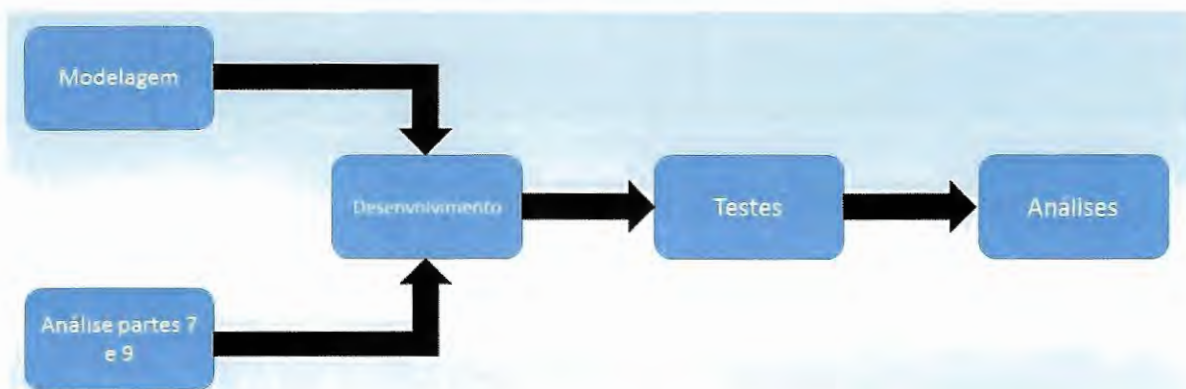 Modelagem
Desenvolvimento
Testes
Análises
Análise partes 7
e 9